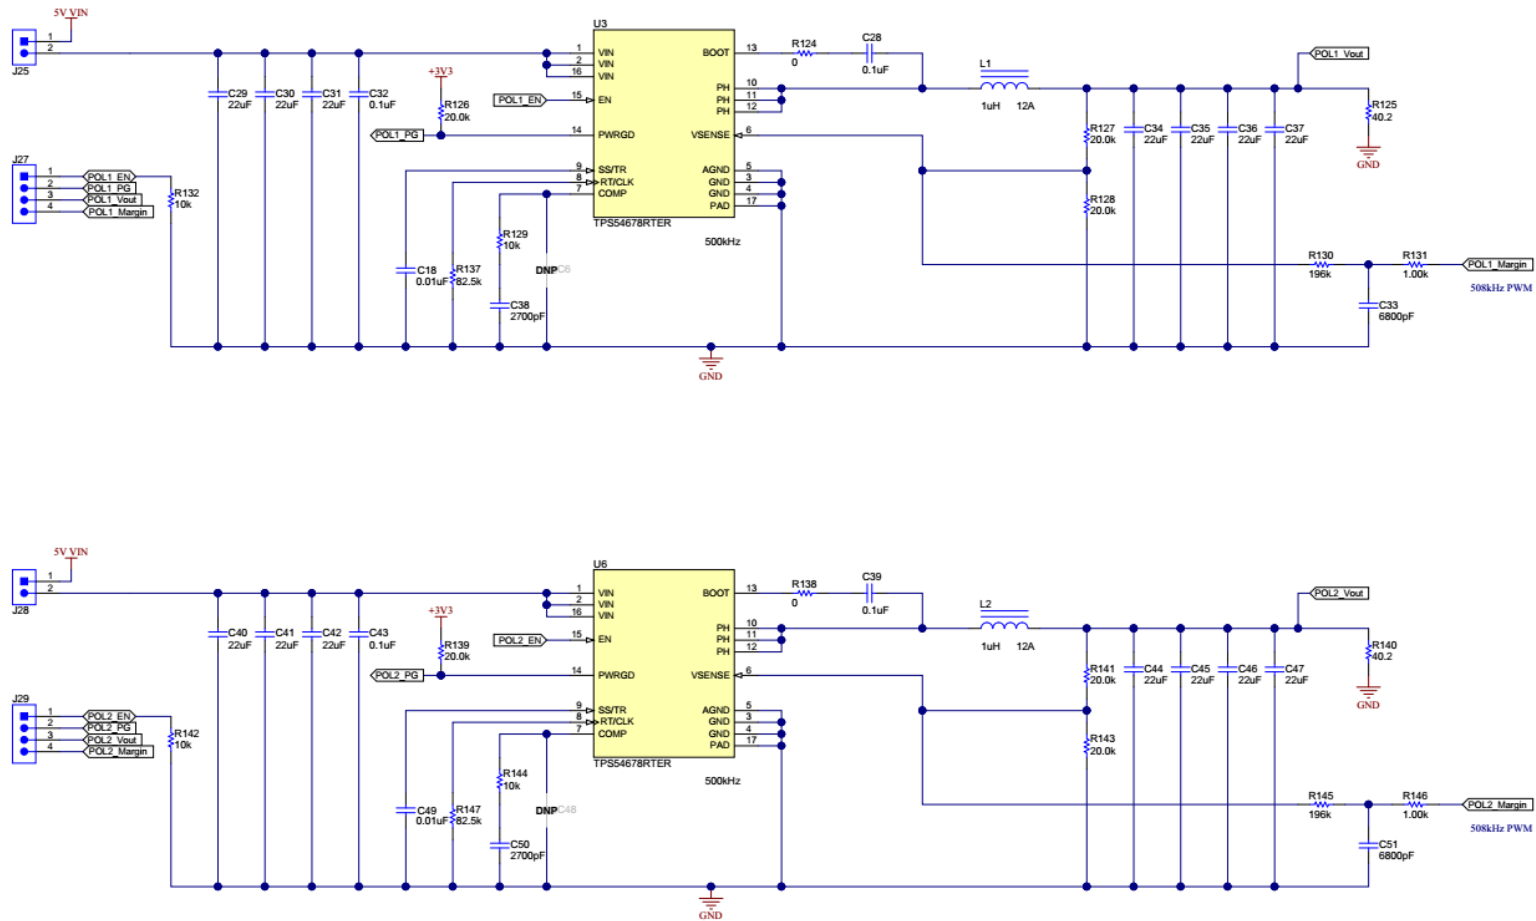 5V VIN
J25
1
2
C29
22uF
C30
22uF
C31
22uF
C32
0.1uF
+3V3
R126
20.0k
POL1_EN
POL1_PG
J27
1
2
3
4
POL1_EN
POL1_PG
POL1_Vout
POL1_Margin
R132
10k
U3
1
VIN
2
VIN
16
VIN
15
EN
14
PWRGD
9
SS/TR
8
RT/CLK
7
COMP
BOOT
13
PH
10
PH
11
PH
12
VSENSE
6
AGND
5
GND
3
GND
4
PAD
17
TPS54678RTER
500kHz
R129
10k
C18
0.01uF
R137
82.5k
DNP
C6
C38
2700pF
GND
R124
0
C28
0.1uF
L1
1uH 12A
POL1_Vout
R127
20.0k
C34
22uF
C35
22uF
C36
22uF
C37
22uF
R125
40.2
GND
R128
20.0k
R130
196k
R131
1.00k
POL1_Margin
508kHz PWM
C33
6800pF
5V VIN
J28
1
2
C40
22uF
C41
22uF
C42
22uF
C43
0.1uF
+3V3
R139
20.0k
POL2_EN
POL2_PG
J29
1
2
3
4
POL2_EN
POL2_PG
POL2_Vout
POL2_Margin
R142
10k
U6
1
VIN
2
VIN
16
VIN
15
EN
14
PWRGD
9
SS/TR
8
RT/CLK
7
COMP
BOOT
13
PH
10
PH
11
PH
12
VSENSE
6
AGND
5
GND
3
GND
4
PAD
17
TPS54678RTER
500kHz
R144
10k
C49
0.01uF
R147
82.5k
DNP
C48
C50
2700pF
GND
R138
0
C39
0.1uF
L2
1uH 12A
POL2_Vout
R141
20.0k
C44
22uF
C45
22uF
C46
22uF
C47
22uF
R140
40.2
GND
R143
20.0k
R145
196k
R146
1.00k
POL2_Margin
508kHz PWM
C51
6800pF